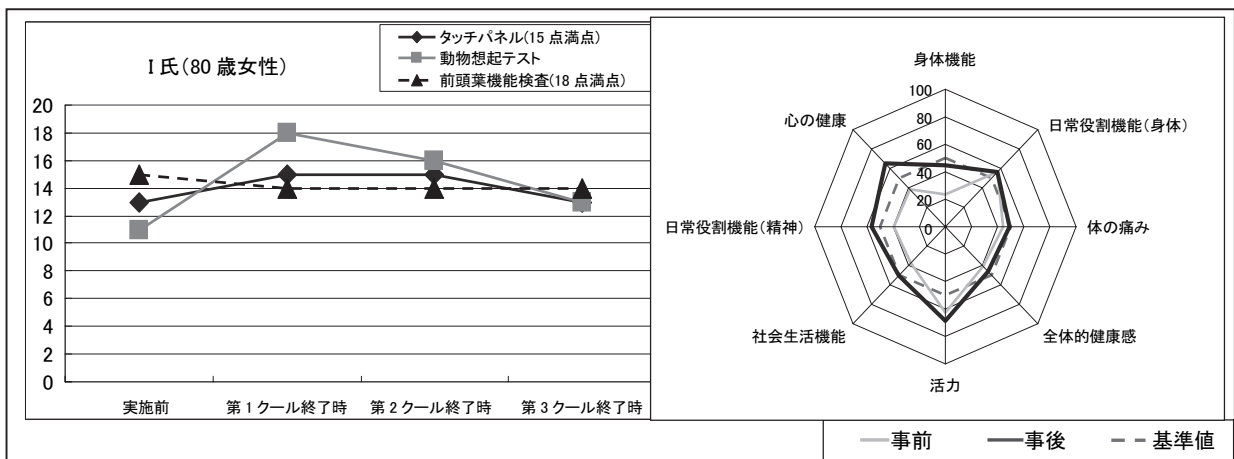 I 氏(80 歳女性)
タッチパネル(15 点満点)
動物想起テスト
前頭葉機能検査(18 点満点)
20
18
16
14
12
10
8
6
4
2
0
実施前 第 1 クール終了時 第 2 クール終了時 第 3 クール終了時
身体機能
日常役割機能(身体)
体の痛み
全体的健康感
活力
社会生活機能
日常役割機能(精神)
心の健康
100
80
60
40
20
0
事前 事後 基準値